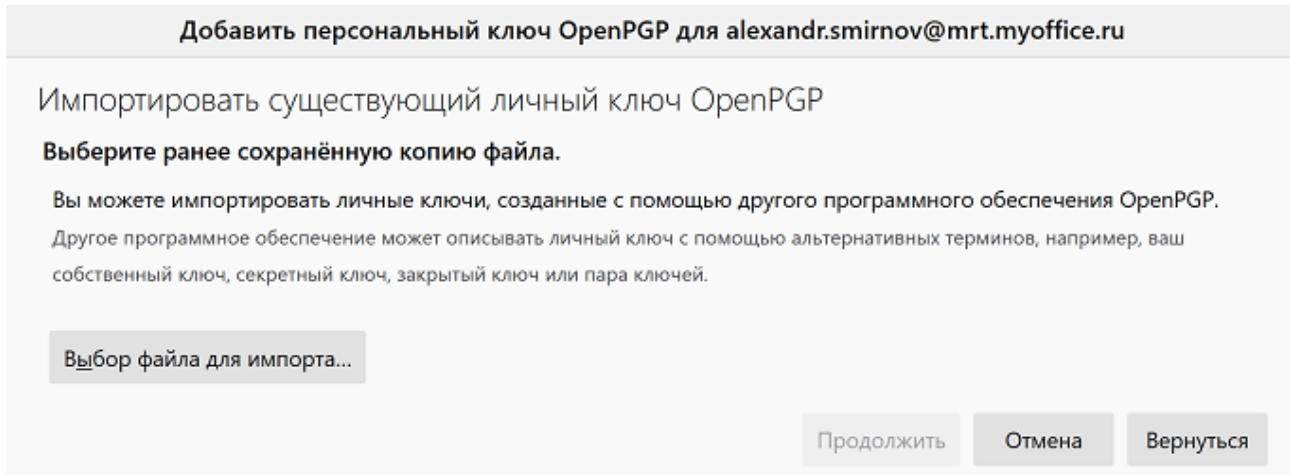 Добавить персональный ключ OpenPGP для alexandr.smirnov@mrt.myoffice.ru
Импортировать существующий личный ключ OpenPGP
Выберите ранее сохранённую копию файла.
Вы можете импортировать личные ключи, созданные с помощью другого программного обеспечения OpenPGP.
Другое программное обеспечение может описывать личный ключ с помощью альтернативных терминов, например, ваш
собственный ключ, секретный ключ, закрытый ключ или пара ключей.
Выбор файла для импорта...
Продолжить Отмена Вернуться